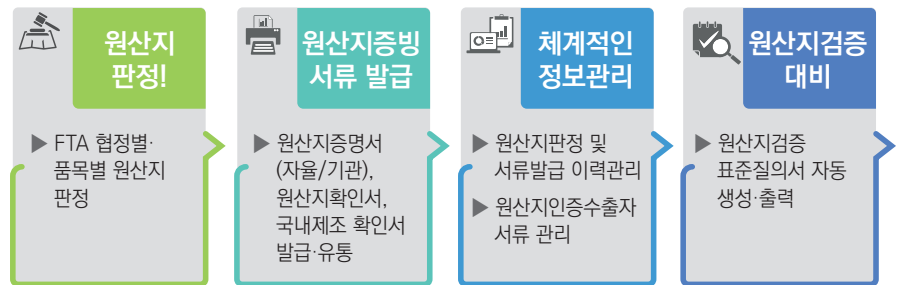 원산지
판정!
▶ FTA 협정별·
품목별 원산지
판정
원산지증빙
서류 발급
▶ 원산지증명서
(자율/기관),
원산지확인서,
국내제조 확인서
발급·유통
체계적인
정보관리
▶ 원산지판정 및
서류발급 이력관리
▶ 원산지인증수출자
서류 관리
원산지검증
대비
▶ 원산지검증
표준질의서 자동
생성·출력